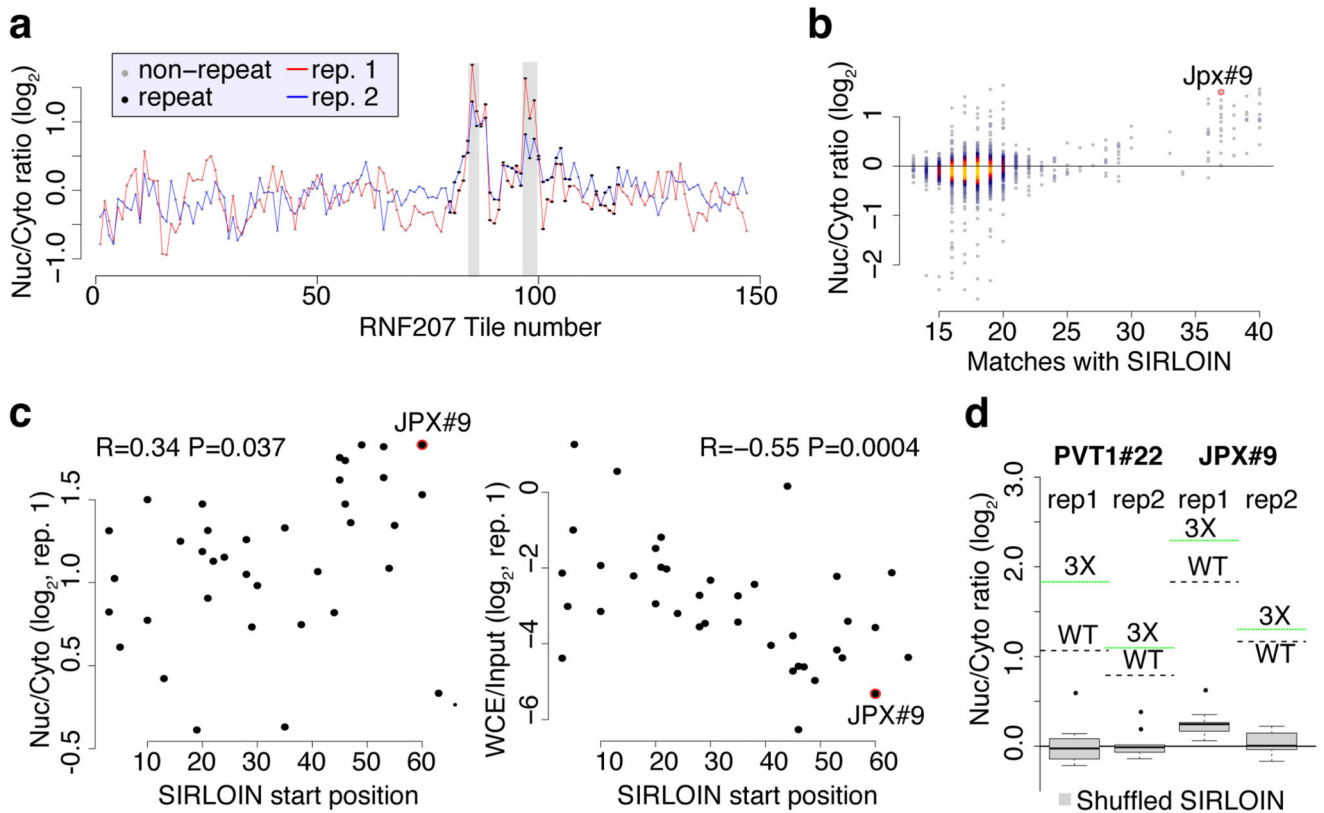 a
non−repeat
rep. 1
repeat
rep. 2
Nuc/Cyto ratio (log2)
1.0
0.0
−1.0
0
50
100
150
RNF207 Tile number
b
Jpx#9
Nuc/Cyto ratio (log2)
1
0
−1
−2
15
20
25
30
35
40
Matches with SIRLOIN
c
R=0.34 P=0.037
JPX#9
Nuc/Cyto (log2, rep. 1)
1.5
1.0
0.5
-0.5
10
20
30
40
50
60
SIRLOIN start position
R=−0.55 P=0.0004
WCE/Input (log2, rep. 1)
0
−2
−4
−6
JPX#9
10
20
30
40
50
60
SIRLOIN start position
d
PVT1#22
JPX#9
rep1
rep2
rep1
rep2
Nuc/Cyto ratio (log2)
3.0
2.0
1.0
0.0
3X
WT
3X
WT
3X
WT
3X
WT
Shuffled SIRLOIN